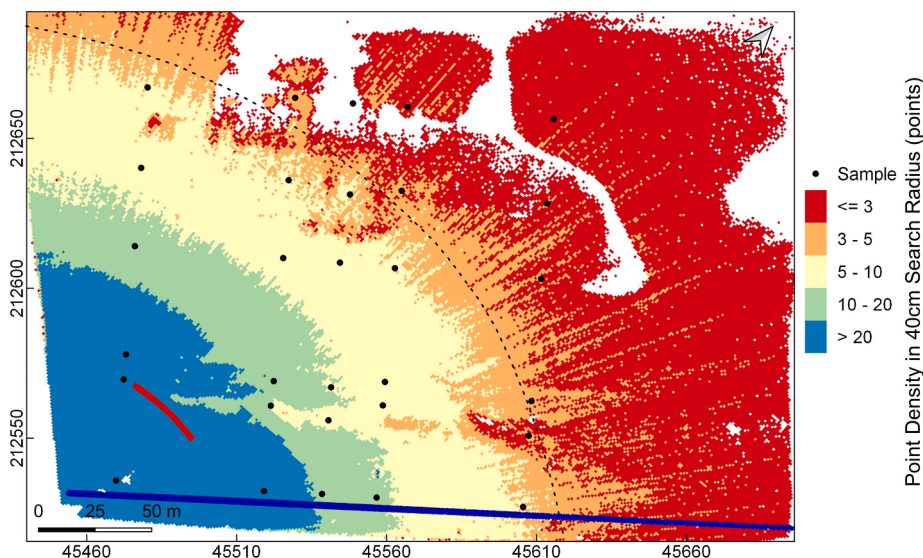 212650
212600
212550
0 25 50 m
45460 45510 45560 45610 45660
Sample
<= 3
3 - 5
5 - 10
10 - 20
> 20
Point Density in 40cm Search Radius (points)